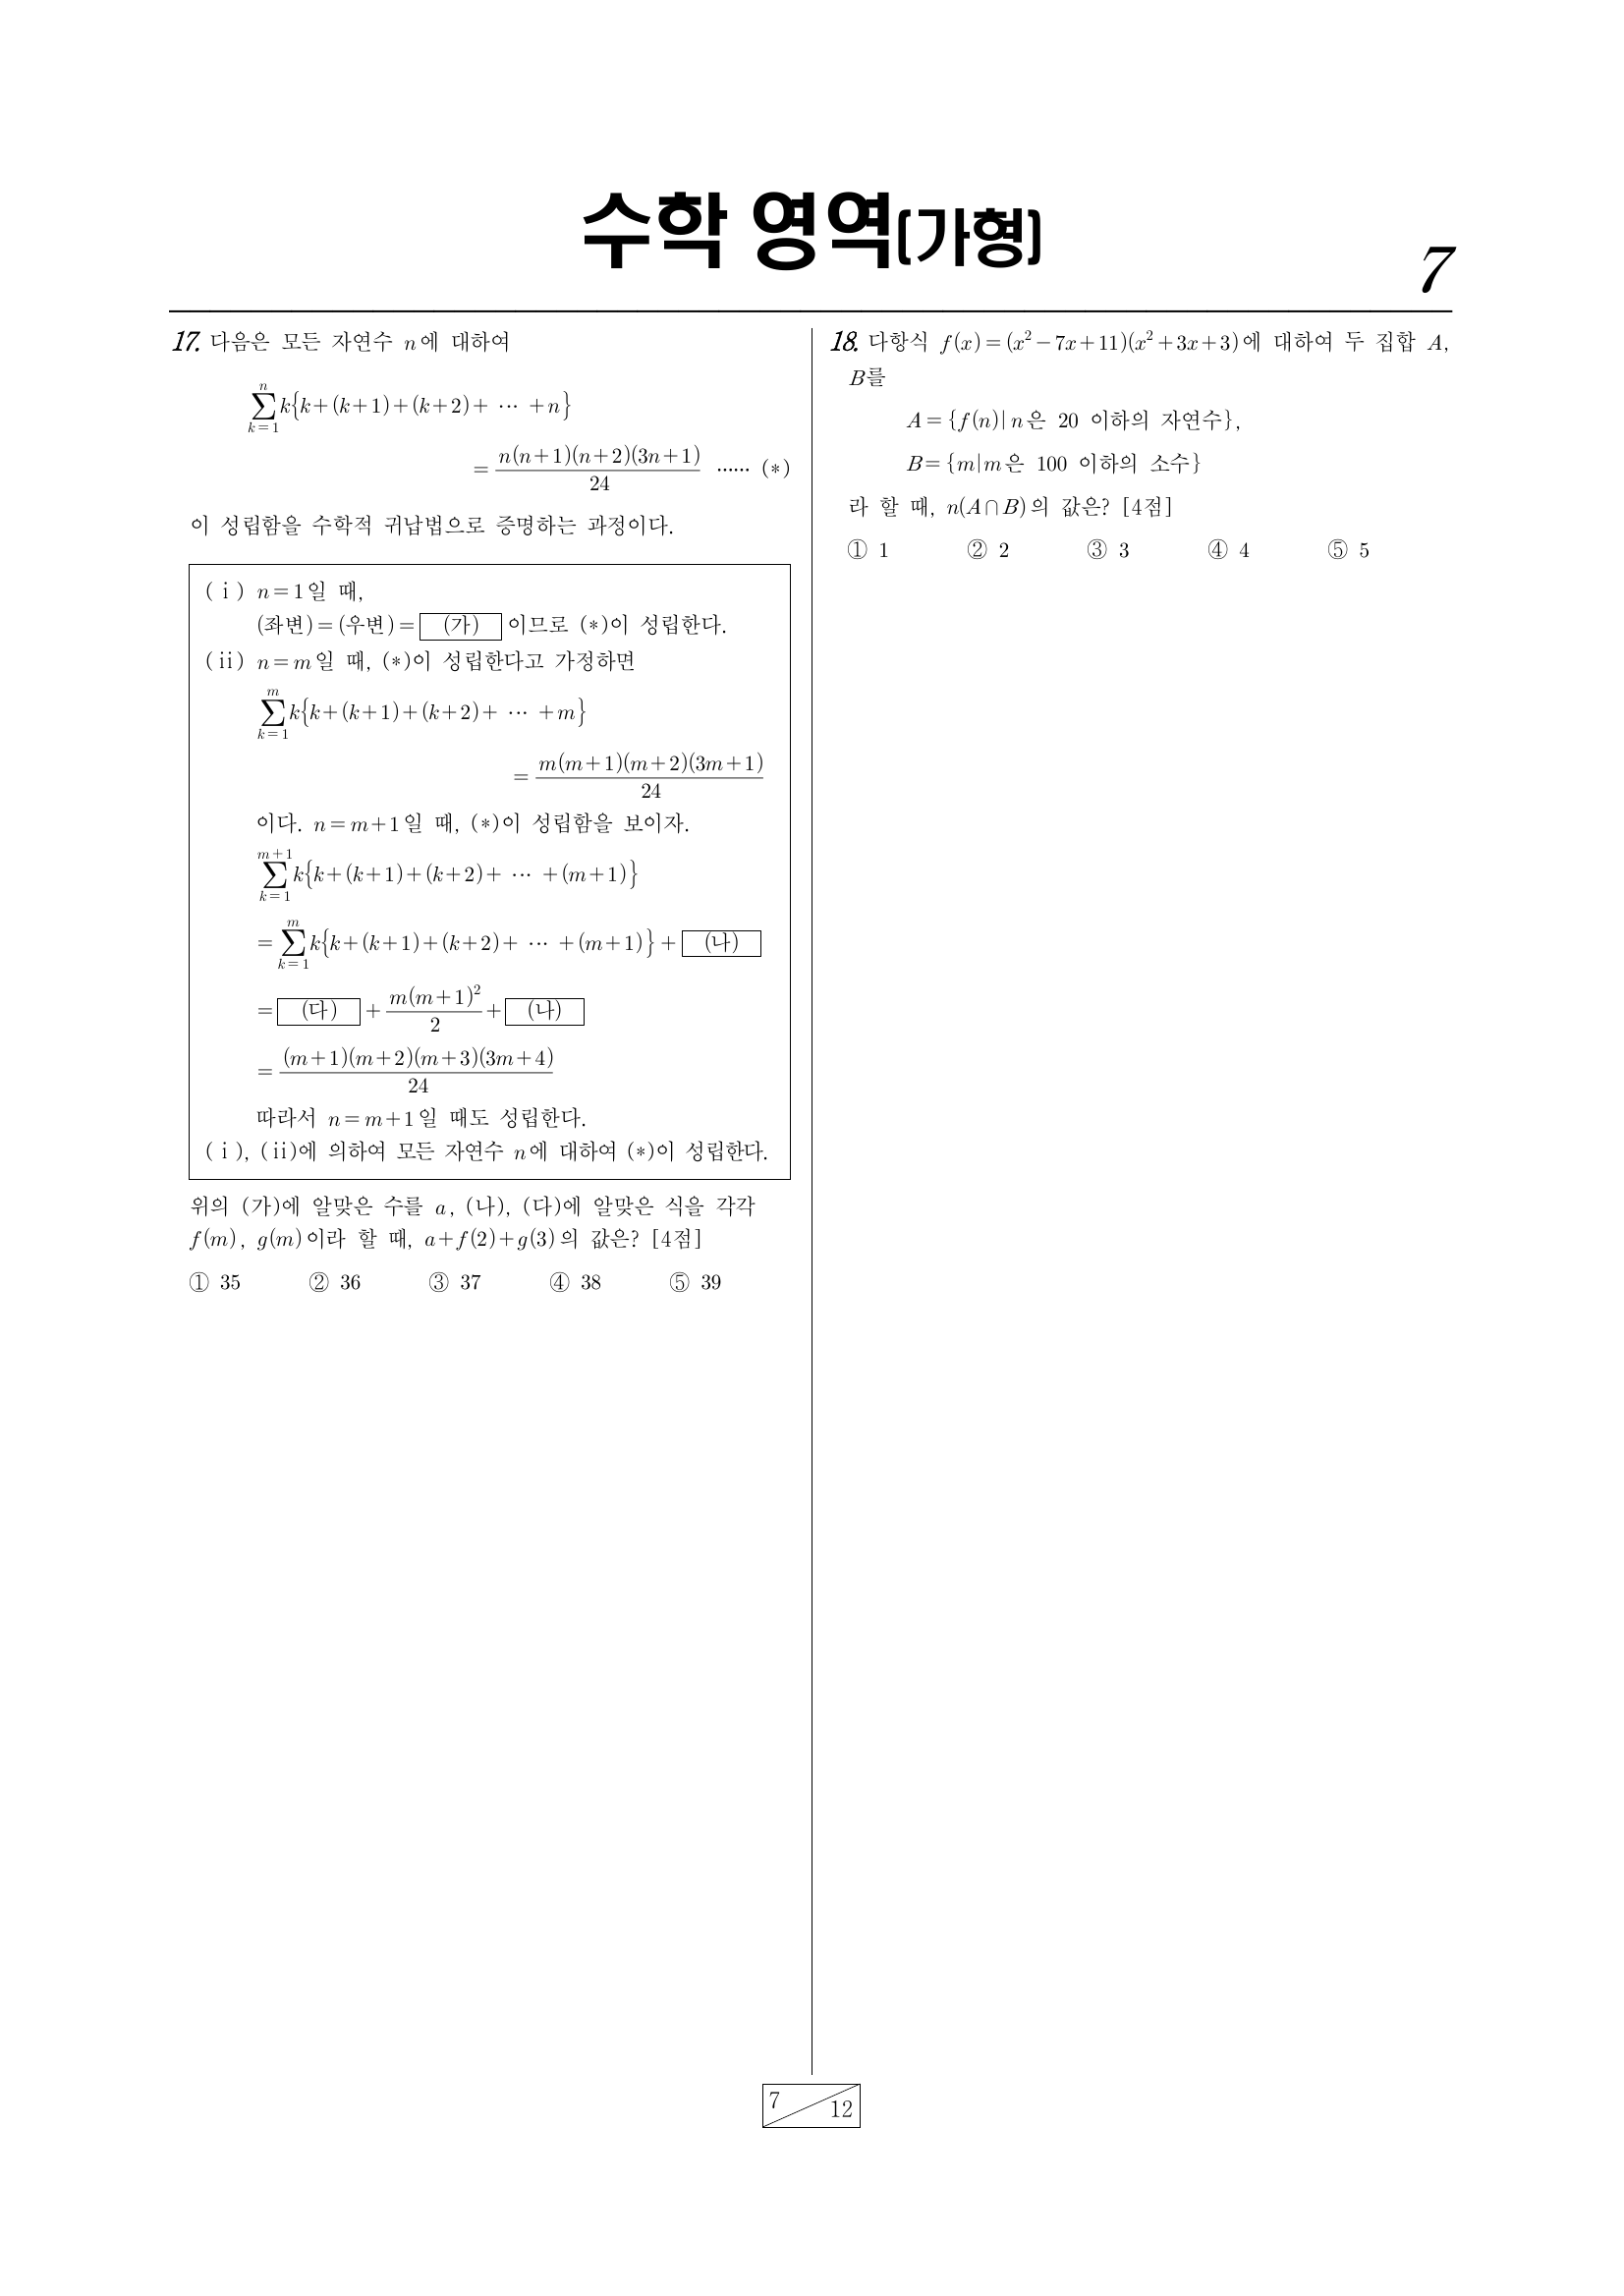 수학 영역(가형)
7
17. 다음은 모든 자연수 n에 대하여
\sum_{k=1}^{n} k{k+(k+1)+(k+2)+ ⋯ +n}
= \frac{n(n+1)(n+2)(3n+1)}{24} ⋯⋯ (*)
이 성립함을 수학적 귀납법으로 증명하는 과정이다.
(ⅰ) n=1일 때,
(좌변)=(우변)= (가) 이므로 (*)이 성립한다.
(ⅱ) n=m일 때, (*)이 성립한다고 가정하면
\sum_{k=1}^{m} k{k+(k+1)+(k+2)+ ⋯ +m}
= \frac{m(m+1)(m+2)(3m+1)}{24}
이다. n=m+1일 때, (*)이 성립함을 보이자.
\sum_{k=1}^{m+1} k{k+(k+1)+(k+2)+ ⋯ +(m+1)}
= \sum_{k=1}^{m} k{k+(k+1)+(k+2)+ ⋯ +(m+1)} + (나)
= (다) + \frac{m(m+1)^2}{2} + (나)
= \frac{(m+1)(m+2)(m+3)(3m+4)}{24}
따라서 n=m+1일 때도 성립한다.
(ⅰ), (ⅱ)에 의하여 모든 자연수 n에 대하여 (*)이 성립한다.
위의 (가)에 알맞은 수를 a, (나), (다)에 알맞은 식을 각각
f(m), g(m)이라 할 때, a+f(2)+g(3)의 값은? [4점]
① 35 ② 36 ③ 37 ④ 38 ⑤ 39
18. 다항식 f(x)=(x²-7x+11)(x²+3x+3)에 대하여 두 집합 A,
B를
A={f(n)|n은 20 이하의 자연수},
B={m|m은 100 이하의 소수}
라 할 때, n(A∩B)의 값은? [4점]
① 1 ② 2 ③ 3 ④ 4 ⑤ 5
7
12